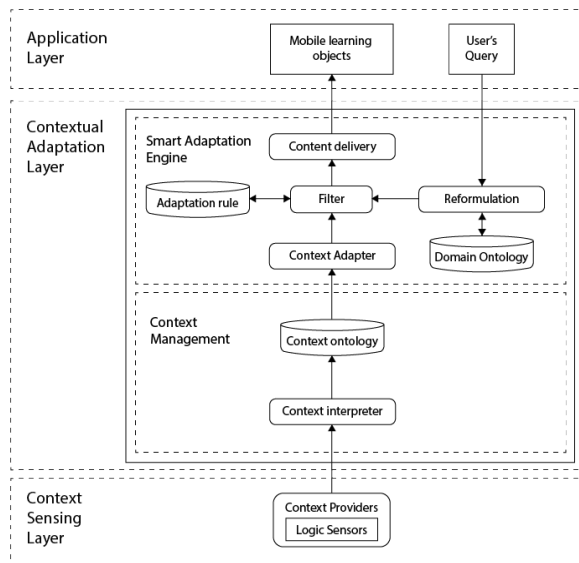 Application
Layer
Mobile learning
objects
User's
Query
Contextual
Adaptation
Layer
Smart Adaptation
Engine
Content delivery
Adaptation rule
Filter
Reformulation
Context Adapter
Domain Ontology
Context
Management
Context ontology
Context interpreter
Context
Sensing
Layer
Context Providers
Logic Sensors